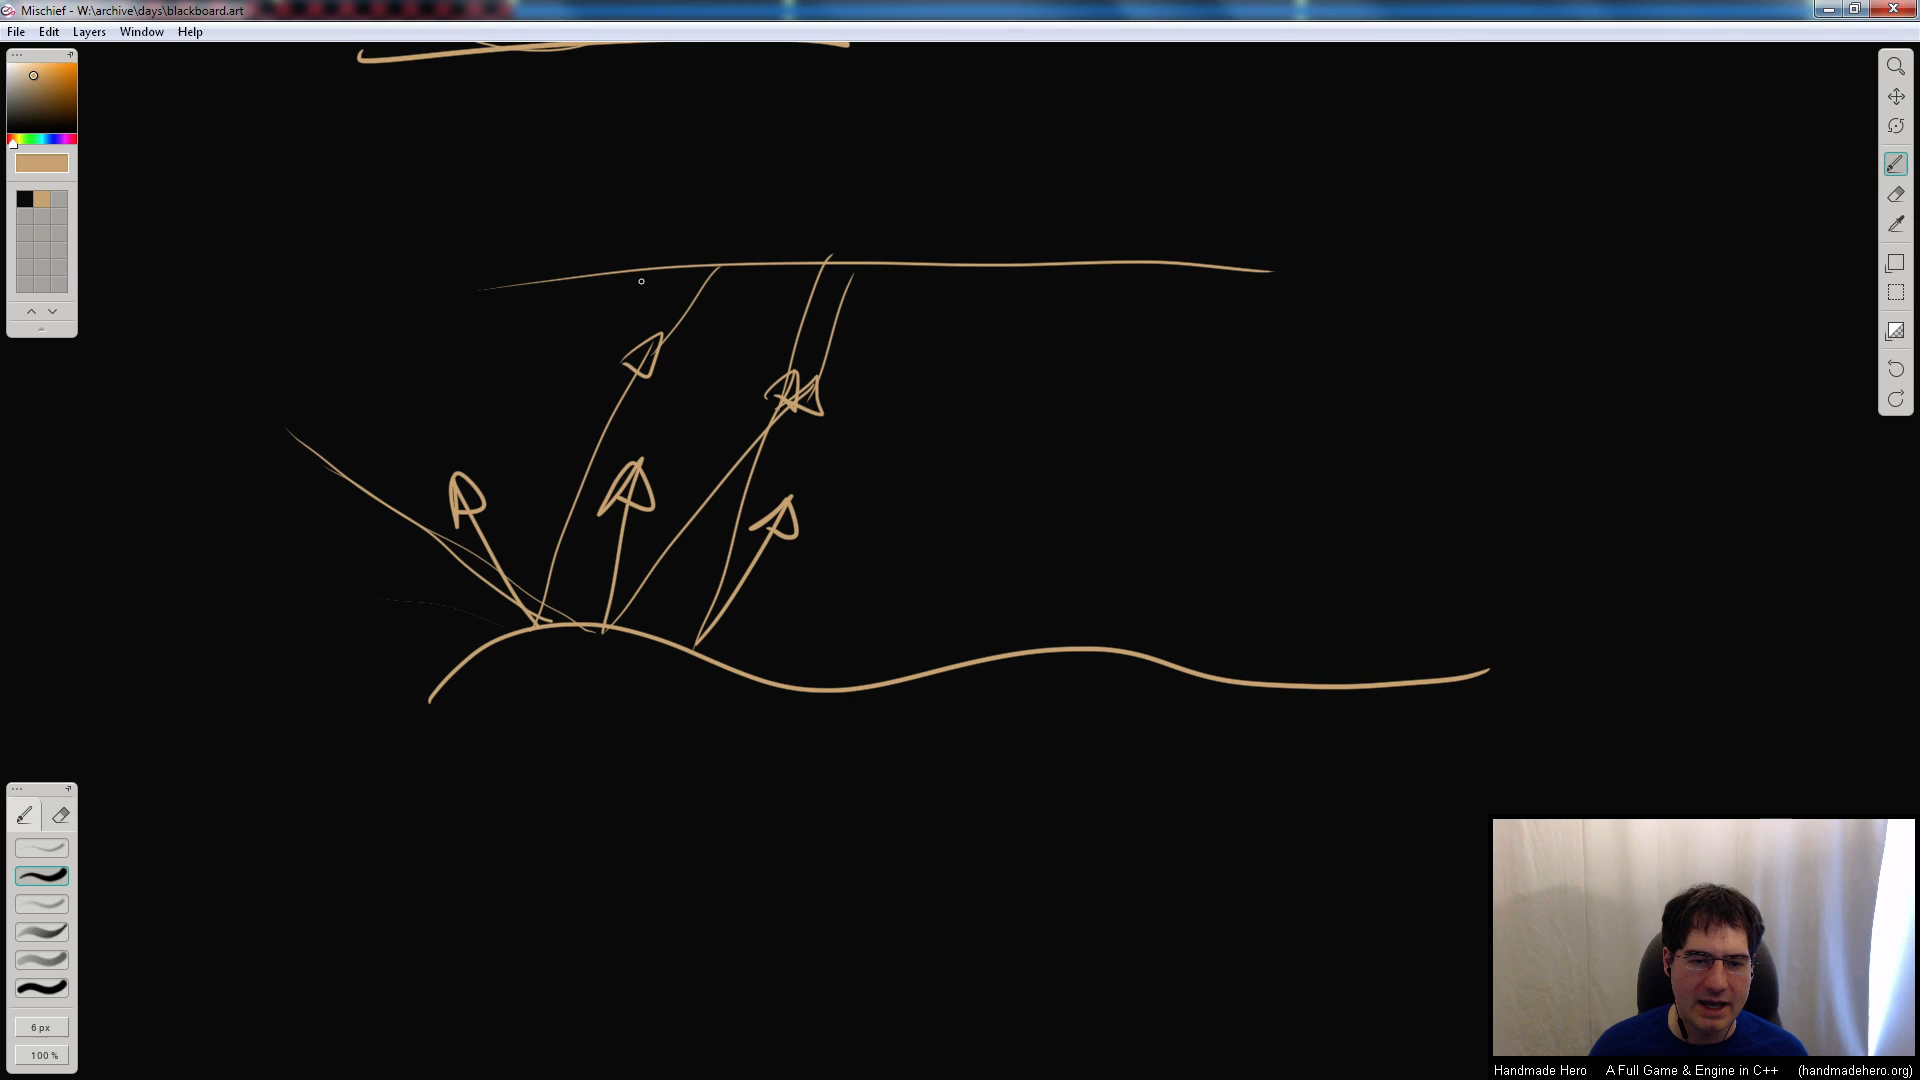 Mischief - W:\archive\days\blackboard.art
File Edit Layers Window Help
6 px
100 %
Handmade Hero A Full Game & Engine in C++ (handmadehero.org)